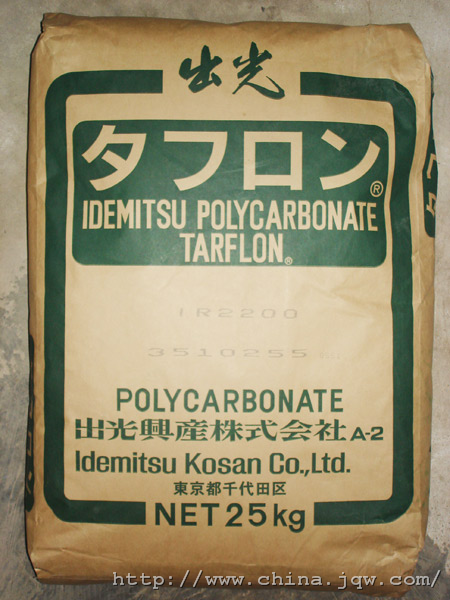 出光
タフロン®
IDEMITSU POLYCARBONATE
TARFLON®
IR2200
3510255
POLYCARBONATE
出光興産株式会社 A-2
Idemitsu Kosan Co.,Ltd.
東京都千代田区
NET 25kg
http://www.china.jqw.com/